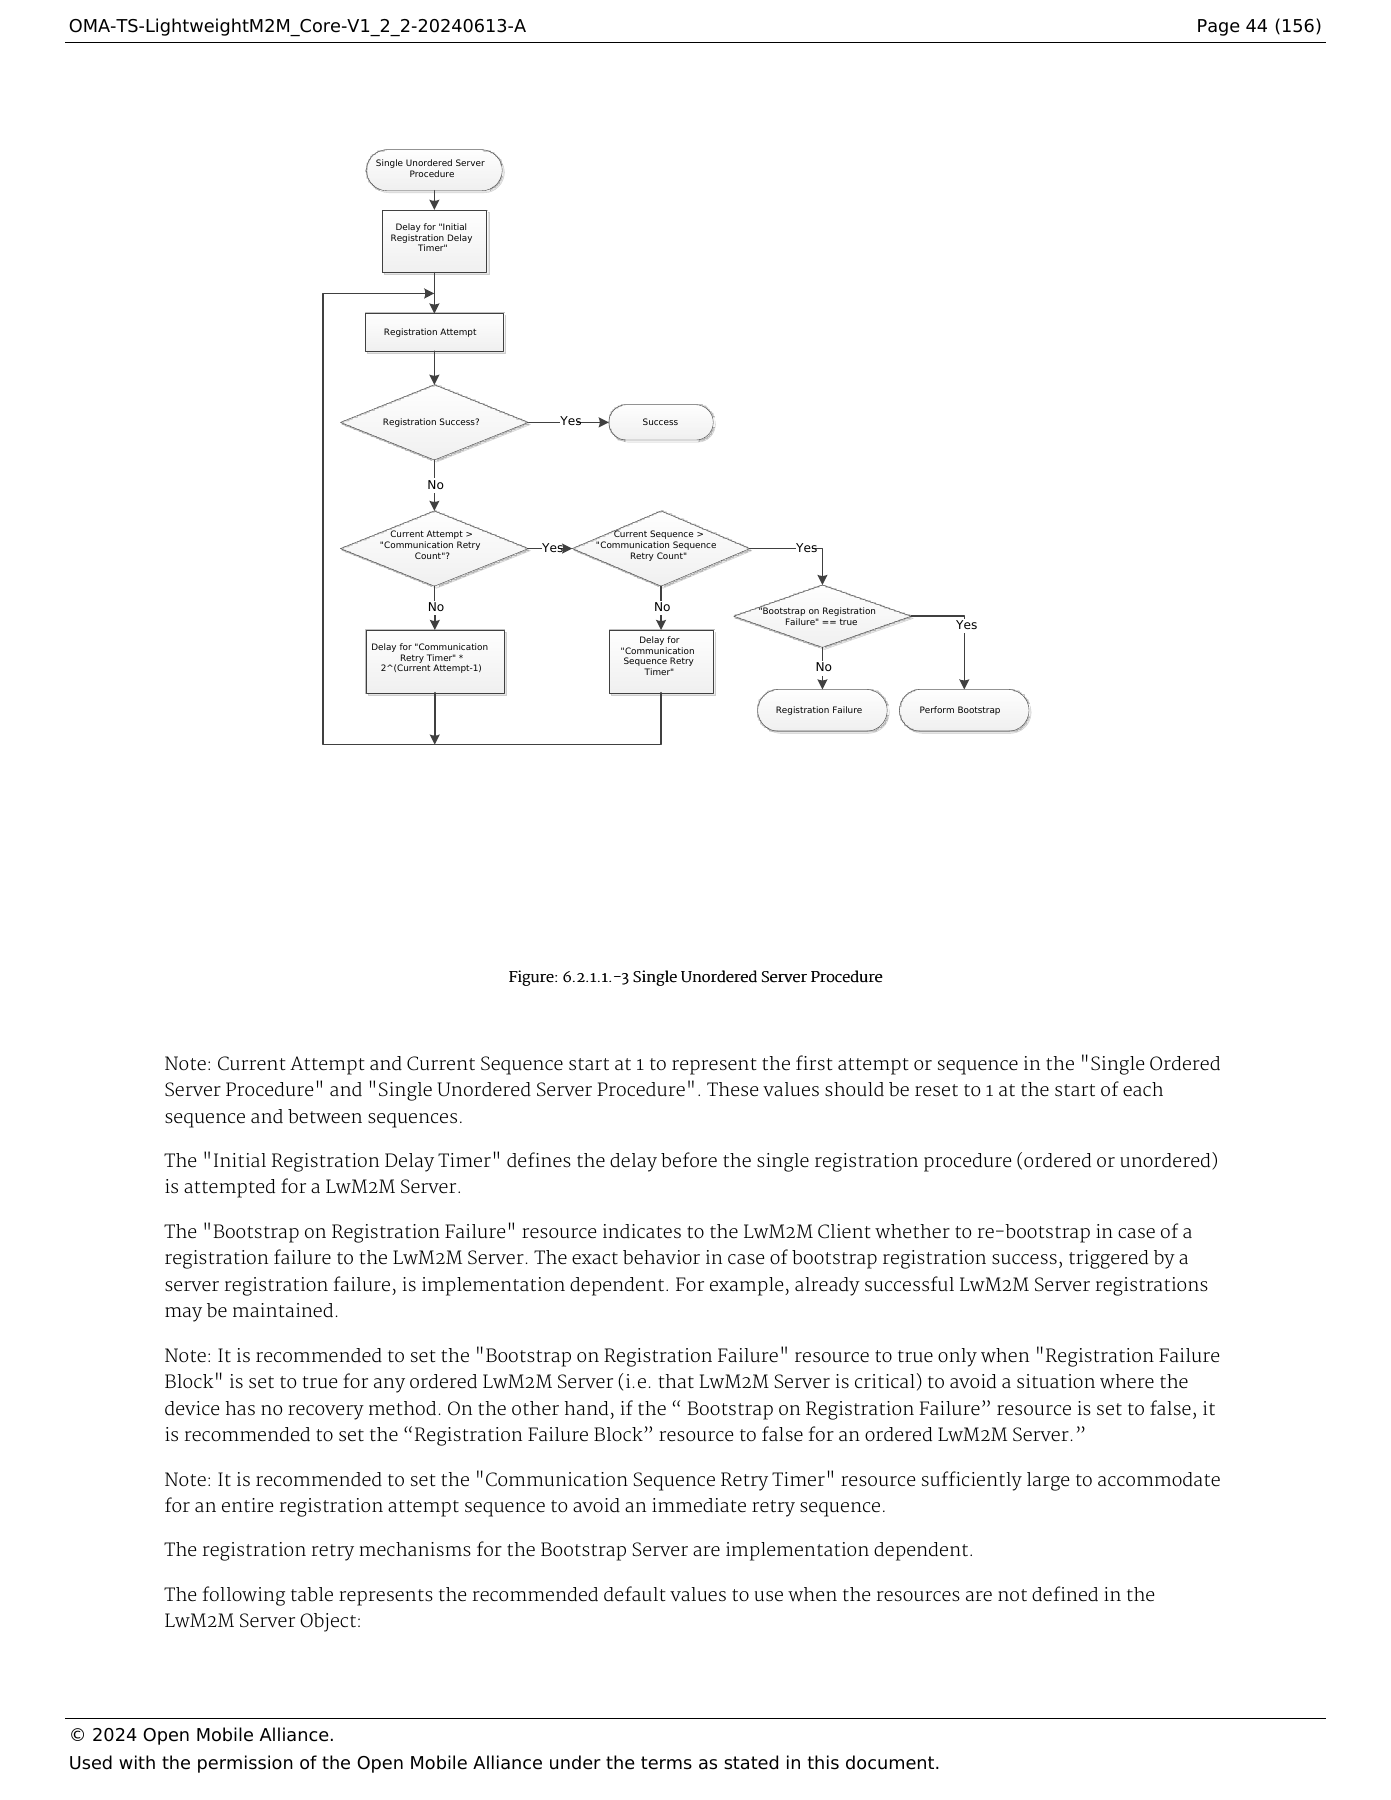 OMA-TS-LightweightM2M_Core-V1_2_2-20240613-A
Page 44 (156)
Single Unordered Server
Procedure
Delay for "Initial
Registration Delay
Timer"
Registration Attempt
Registration Success?
Yes
Success
No
Current Attempt >
"Communication Retry
Count"?
Yes
Current Sequence >
"Communication Sequence
Retry Count"
Yes
"Bootstrap on Registration
Failure" == true
Yes
No
No
Delay for "Communication
Retry Timer" *
2^(Current Attempt-1)
Delay for
"Communication
Sequence Retry
Timer"
No
Registration Failure
Perform Bootstrap
Figure: 6.2.1.1.-3 Single Unordered Server Procedure
Note: Current Attempt and Current Sequence start at 1 to represent the first attempt or sequence in the "Single Ordered
Server Procedure" and "Single Unordered Server Procedure". These values should be reset to 1 at the start of each
sequence and between sequences.
The "Initial Registration Delay Timer" defines the delay before the single registration procedure (ordered or unordered)
is attempted for a LwM2M Server.
The "Bootstrap on Registration Failure" resource indicates to the LwM2M Client whether to re-bootstrap in case of a
registration failure to the LwM2M Server. The exact behavior in case of bootstrap registration success, triggered by a
server registration failure, is implementation dependent. For example, already successful LwM2M Server registrations
may be maintained.
Note: It is recommended to set the "Bootstrap on Registration Failure" resource to true only when "Registration Failure
Block" is set to true for any ordered LwM2M Server (i.e. that LwM2M Server is critical) to avoid a situation where the
device has no recovery method. On the other hand, if the “ Bootstrap on Registration Failure” resource is set to false, it
is recommended to set the “Registration Failure Block” resource to false for an ordered LwM2M Server.”
Note: It is recommended to set the "Communication Sequence Retry Timer" resource sufficiently large to accommodate
for an entire registration attempt sequence to avoid an immediate retry sequence.
The registration retry mechanisms for the Bootstrap Server are implementation dependent.
The following table represents the recommended default values to use when the resources are not defined in the
LwM2M Server Object:
© 2024 Open Mobile Alliance.
Used with the permission of the Open Mobile Alliance under the terms as stated in this document.